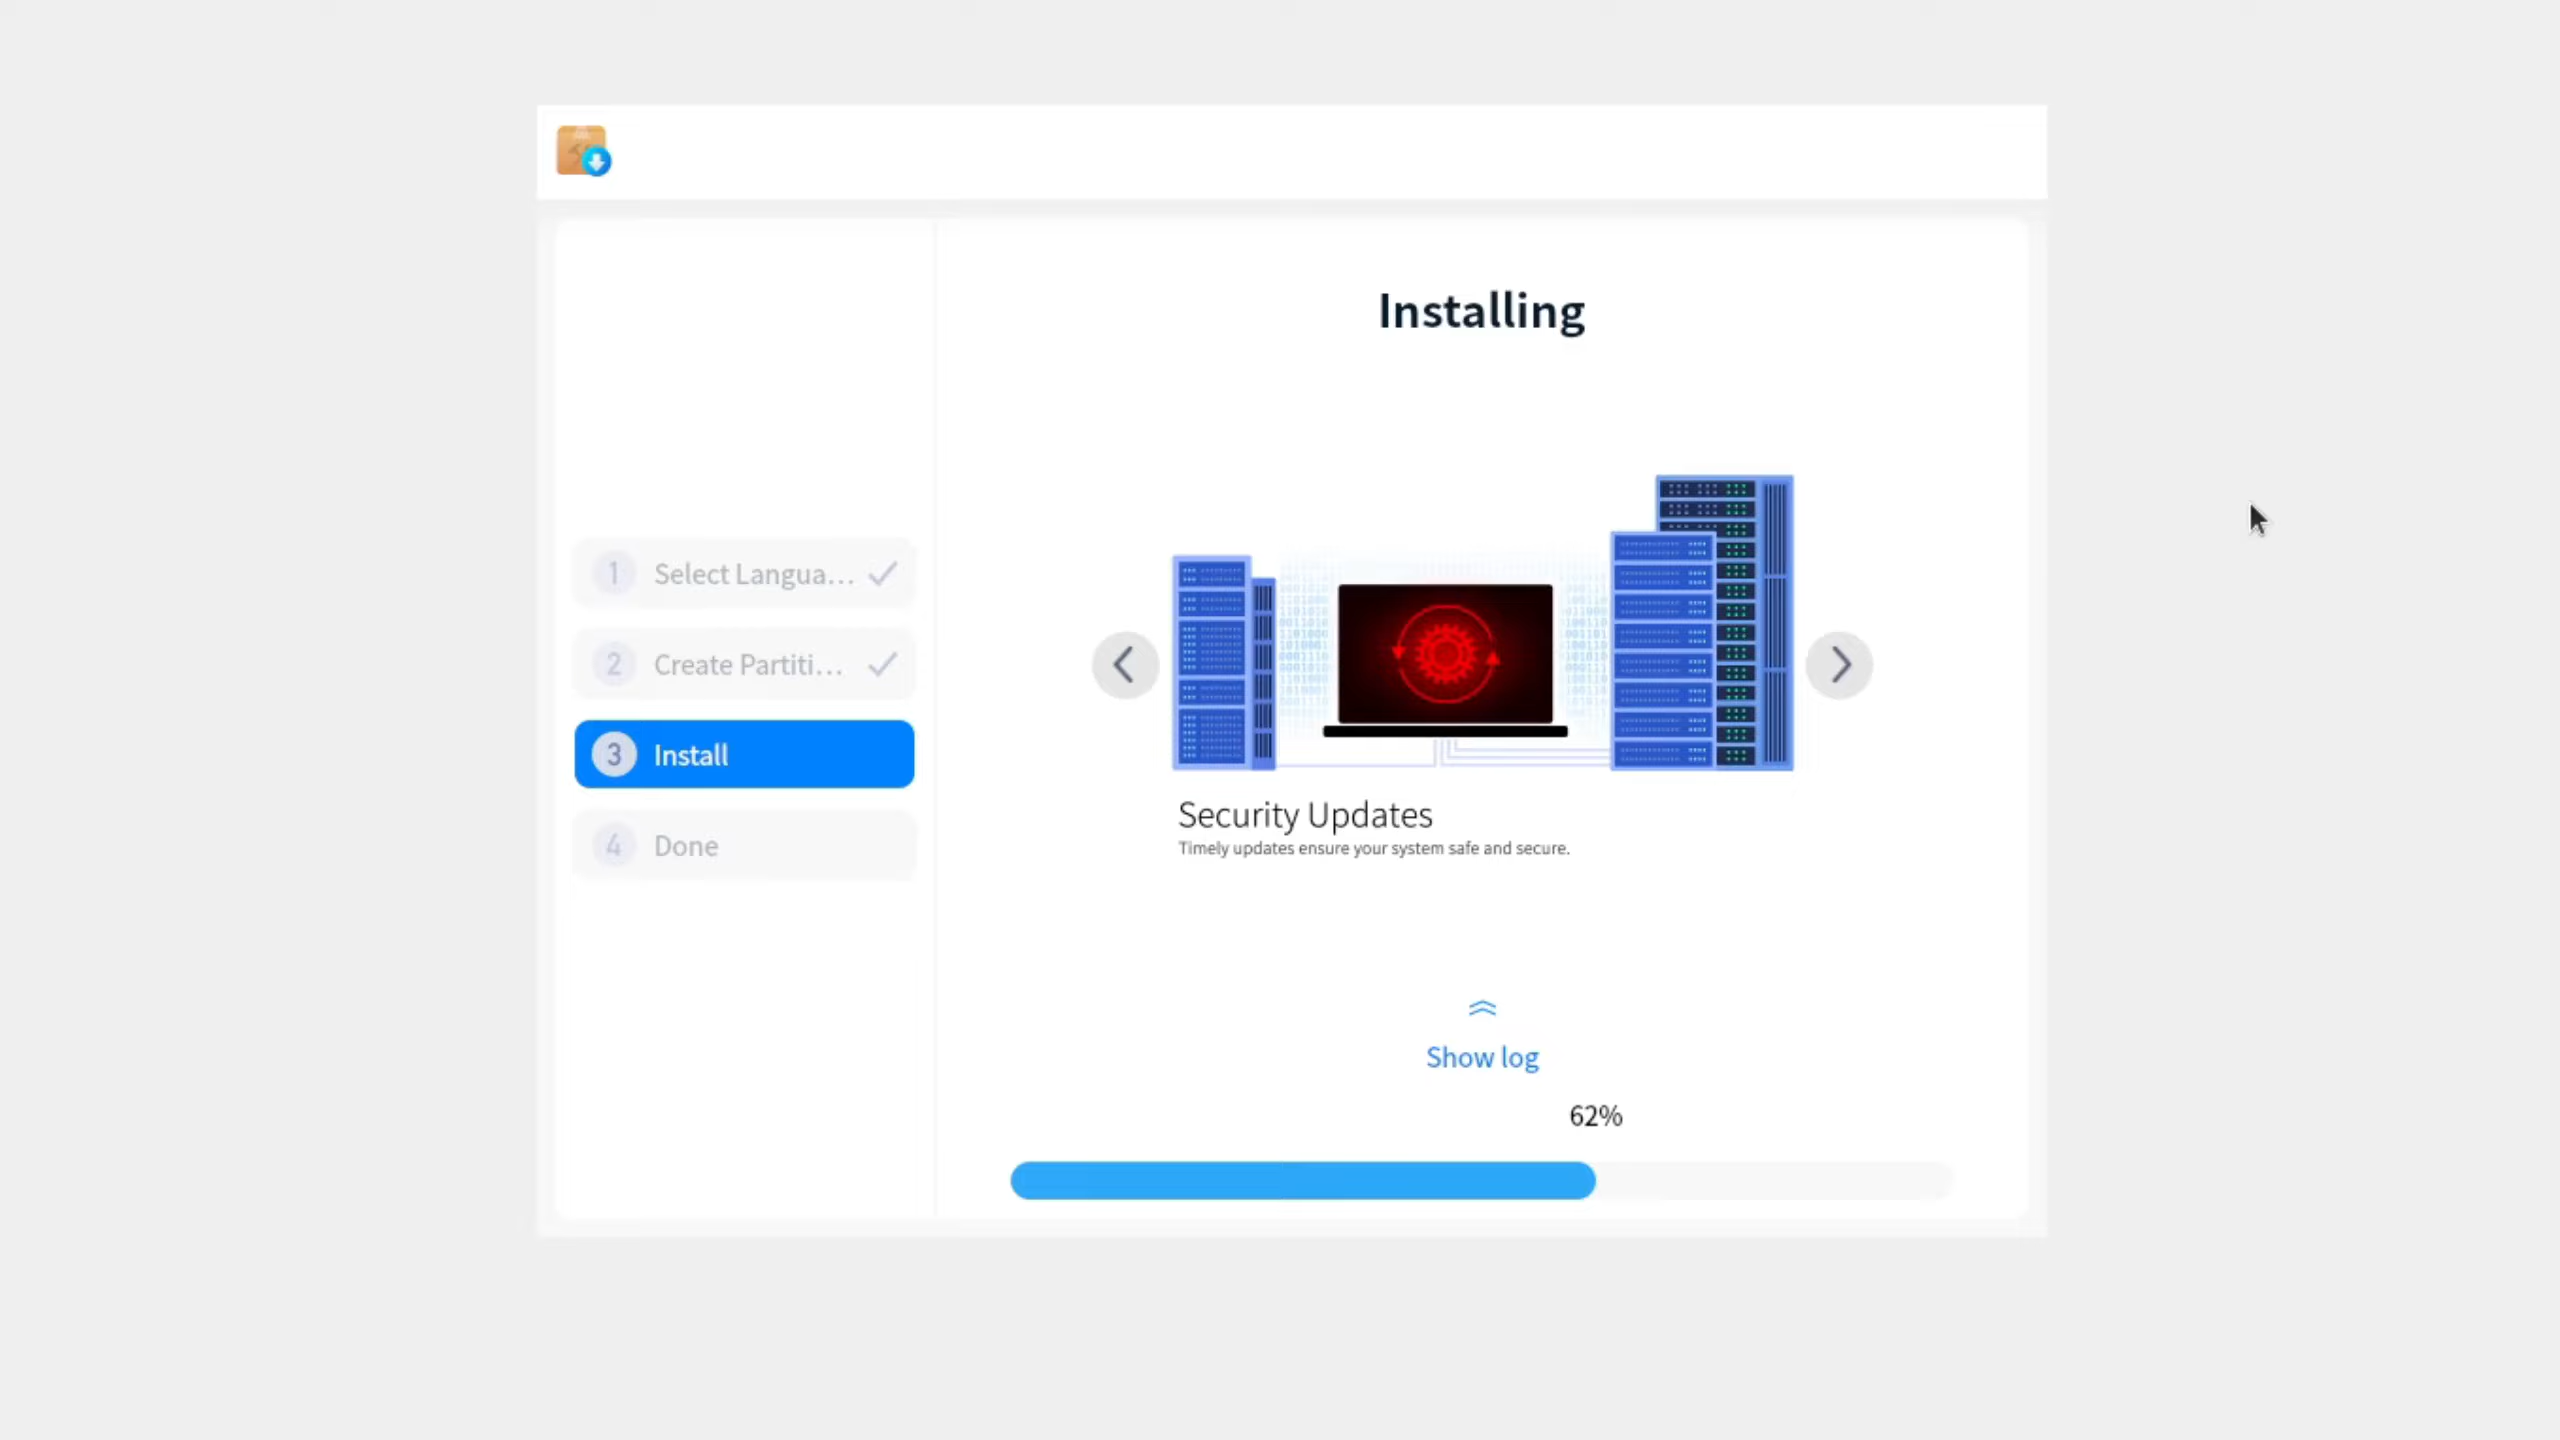 Installing
1 Select Langua... ✓
2 Create Partiti... ✓
3 Install
4 Done
Security Updates
Timely updates ensure your system safe and secure.
Show log
62%